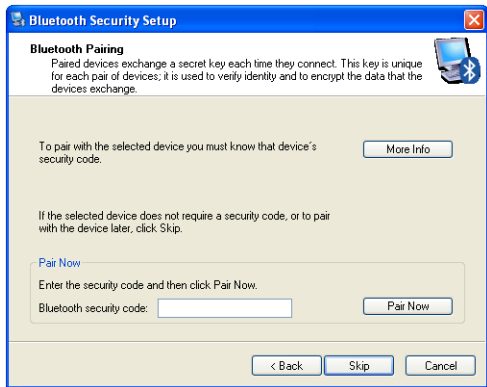 Bluetooth Security Setup
Bluetooth Pairing
Paired devices exchange a secret key each time they connect. This key is unique
for each pair of devices; it is used to verify identity and to encrypt the data that the
devices exchange.
To pair with the selected device you must know that device's
security code.
More Info
If the selected device does not require a security code, or to pair
with the device later, click Skip.
Pair Now
Enter the security code and then click Pair Now.
Bluetooth security code:
Pair Now
< Back
Skip
Cancel